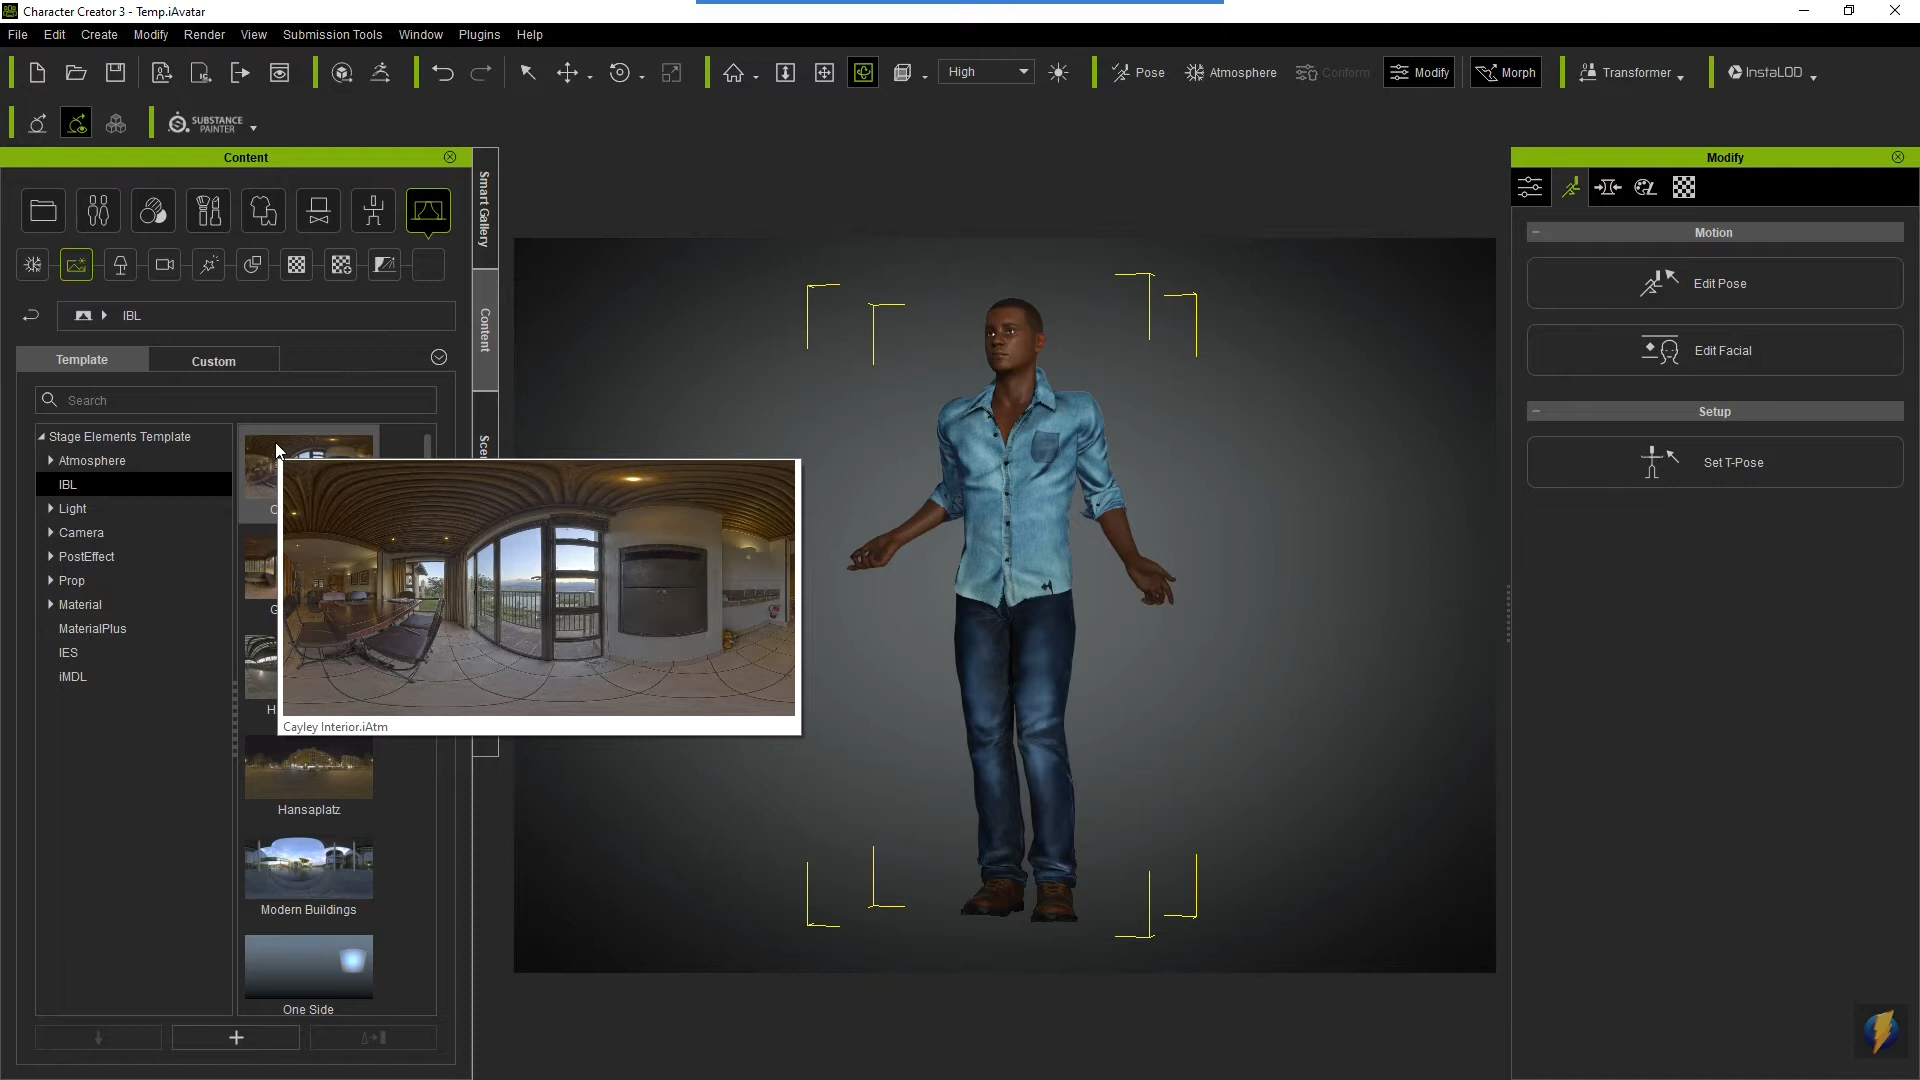 Character Creator 3 - Temp.iAvatar
File Edit Create Modify Render View Submission Tools Window Plugins Help
High
Pose
Atmosphere
Conform
Modify
Morph
Transformer
InstaLOD
SUBSTANCE
PAINTER
Content
Modify
Smart Gallery
Content
IBL
Template
Custom
Search
Stage Elements Template
Atmosphere
IBL
Light
Camera
PostEffect
Prop
Material
MaterialPlus
IES
iMDL
Cayley Interior.iAtm
Hansaplatz
Modern Buildings
One Side
Motion
Edit Pose
Edit Facial
Setup
Set T-Pose